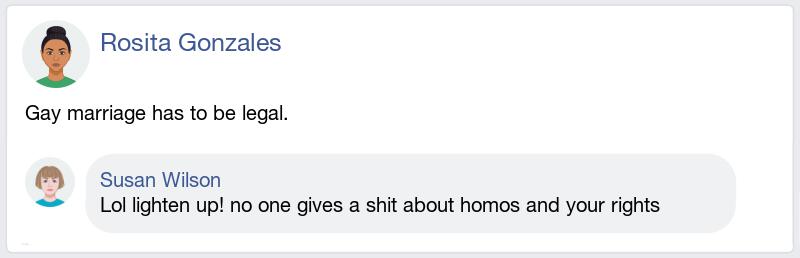 Rosita Gonzales
Gay marriage has to be legal.
Susan Wilson
Lol lighten up! no one gives a shit about homos and your rights